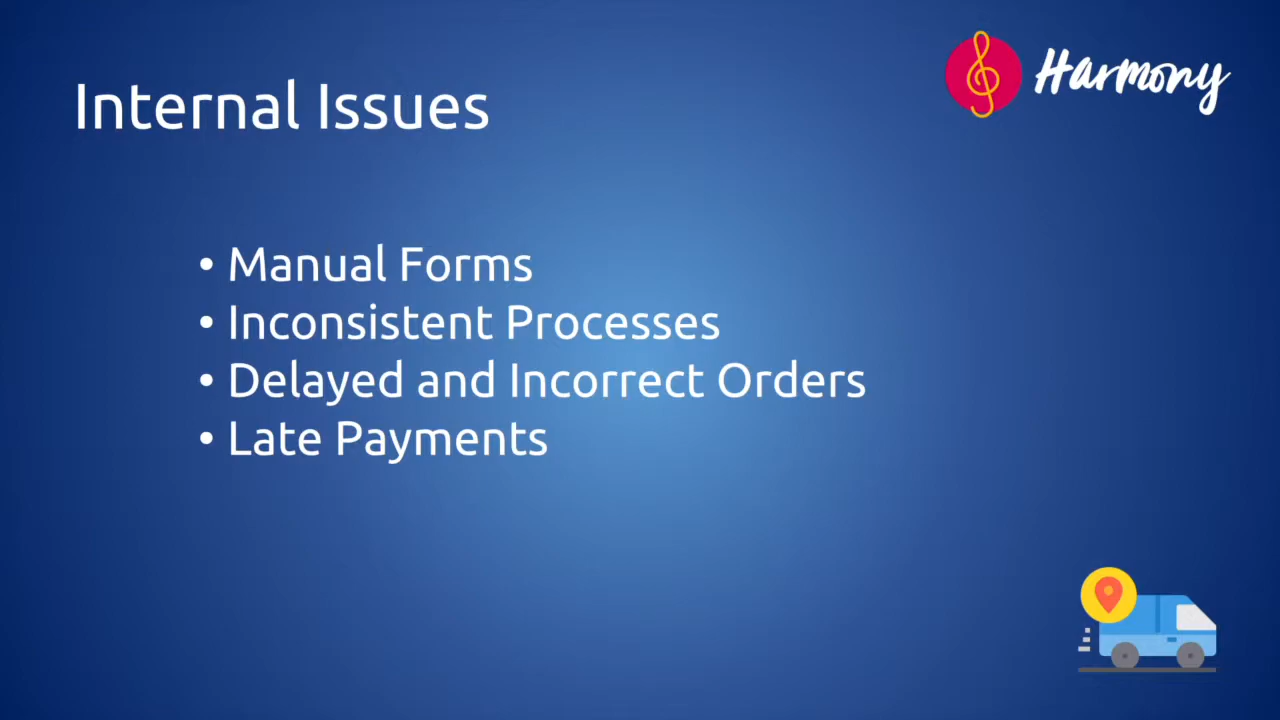 Harmony
Internal Issues
• Manual Forms
• Inconsistent Processes
• Delayed and Incorrect Orders
• Late Payments